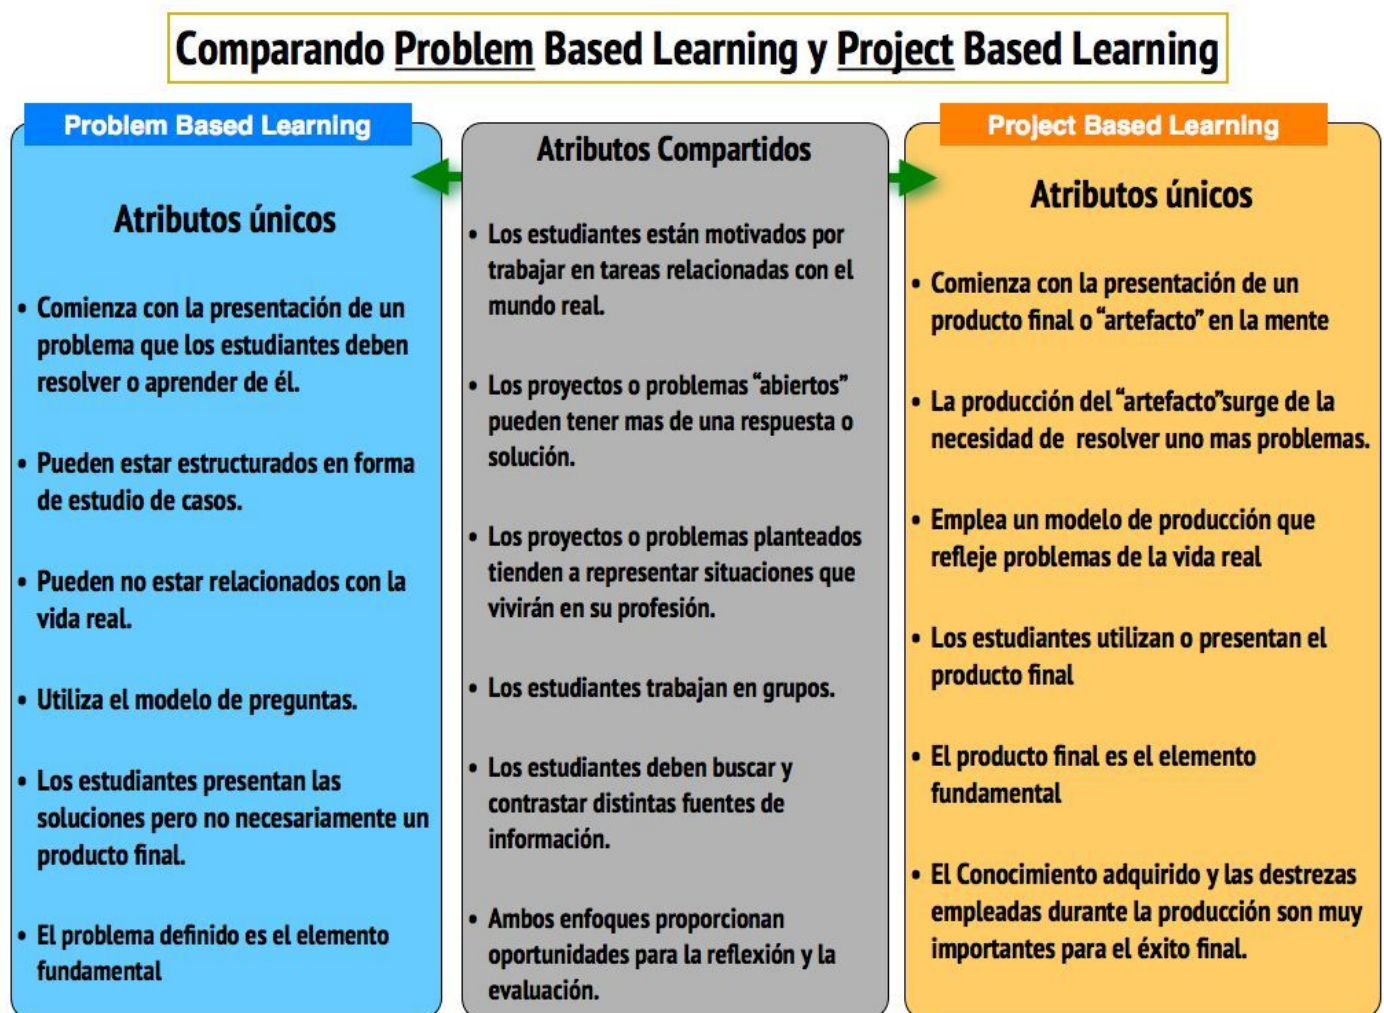 Comparando Problem Based Learning y Project Based Learning
Problem Based Learning
Atributos únicos
• Comienza con la presentación de un
problema que los estudiantes deben
resolver o aprender de él.
• Pueden estar estructurados en forma
de estudio de casos.
• Pueden no estar relacionados con la
vida real.
• Utiliza el modelo de preguntas.
• Los estudiantes presentan las
soluciones pero no necesariamente un
producto final.
• El problema definido es el elemento
fundamental
Atributos Compartidos
• Los estudiantes están motivados por
trabajar en tareas relacionadas con el
mundo real.
• Los proyectos o problemas “abiertos”
pueden tener mas de una respuesta o
solución.
• Los proyectos o problemas planteados
tienden a representar situaciones que
vivirán en su profesión.
• Los estudiantes trabajan en grupos.
• Los estudiantes deben buscar y
contrastar distintas fuentes de
información.
• Ambos enfoques proporcionan
oportunidades para la reflexión y la
evaluación.
Project Based Learning
Atributos únicos
• Comienza con la presentación de un
producto final o “artefacto” en la mente
• La producción del “artefacto”surge de la
necesidad de  resolver uno mas problemas.
• Emplea un modelo de producción que
refleje problemas de la vida real
• Los estudiantes utilizan o presentan el
producto final
• El producto final es el elemento
fundamental
• El Conocimiento adquirido y las destrezas
empleadas durante la producción son muy
importantes para el éxito final.